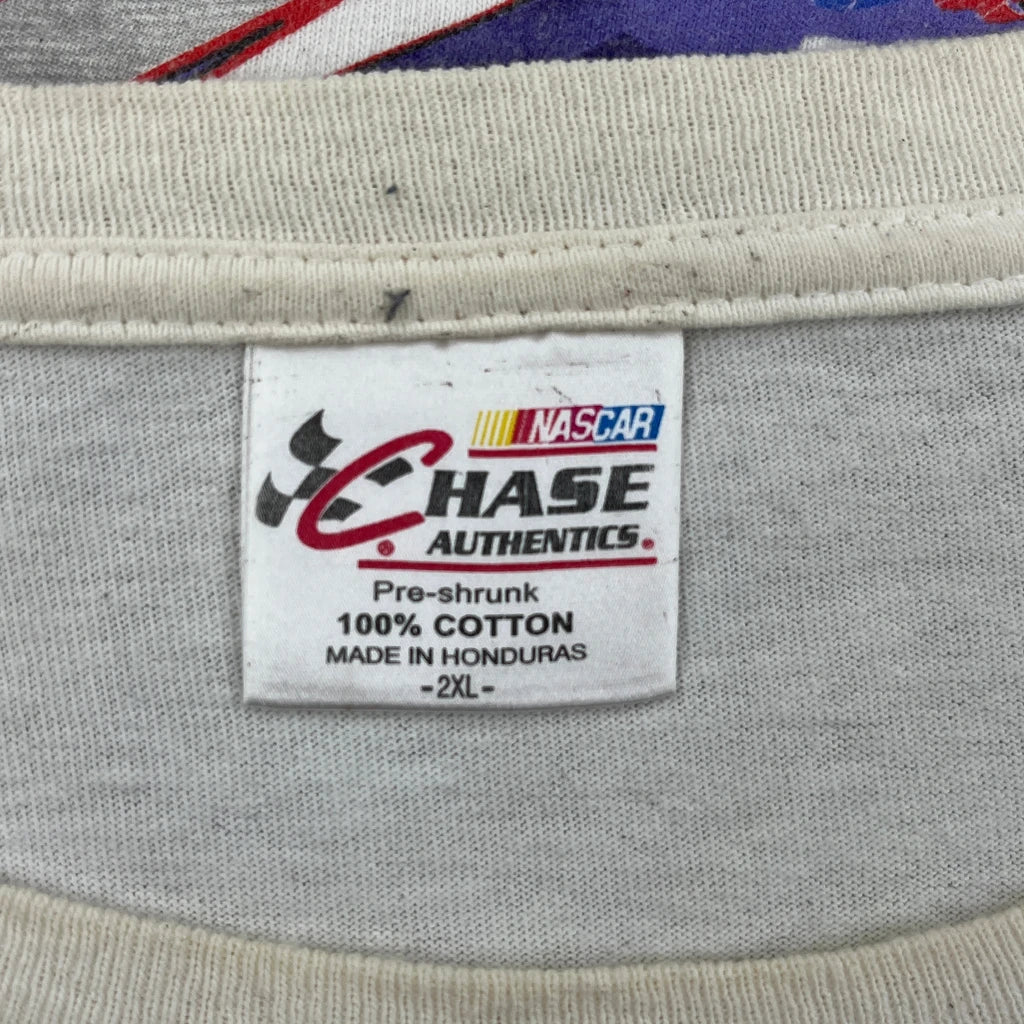 NASCAR
CHASE
AUTHENTICS®
®
Pre-shrunk
100% COTTON
MADE IN HONDURAS
-2XL-